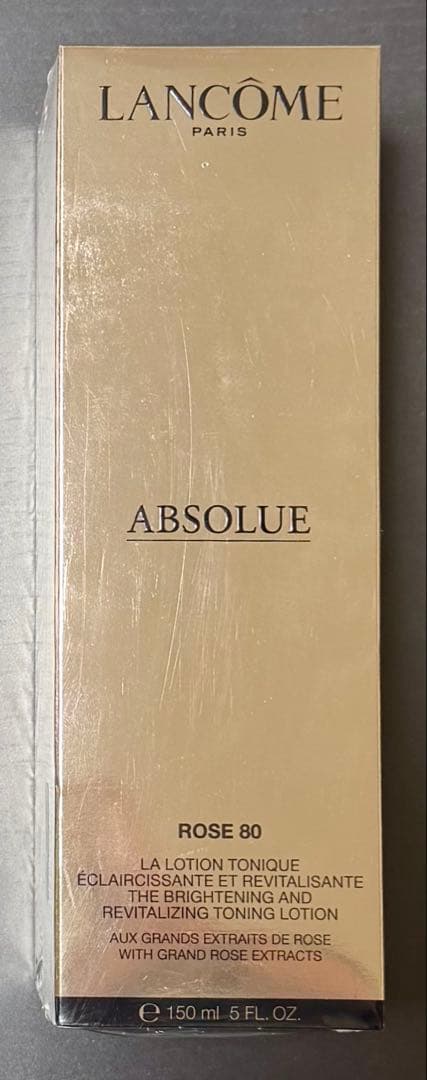 LANCÔME
PARIS
ABSOLUE
ROSE 80
LA LOTION TONIQUE
ÉCLAIRCISSANTE ET REVITALISANTE
THE BRIGHTENING AND
REVITALIZING TONING LOTION
AUX GRANDS EXTRAITS DE ROSE
WITH GRAND ROSE EXTRACTS
℮ 150 ml 5 FL. OZ.